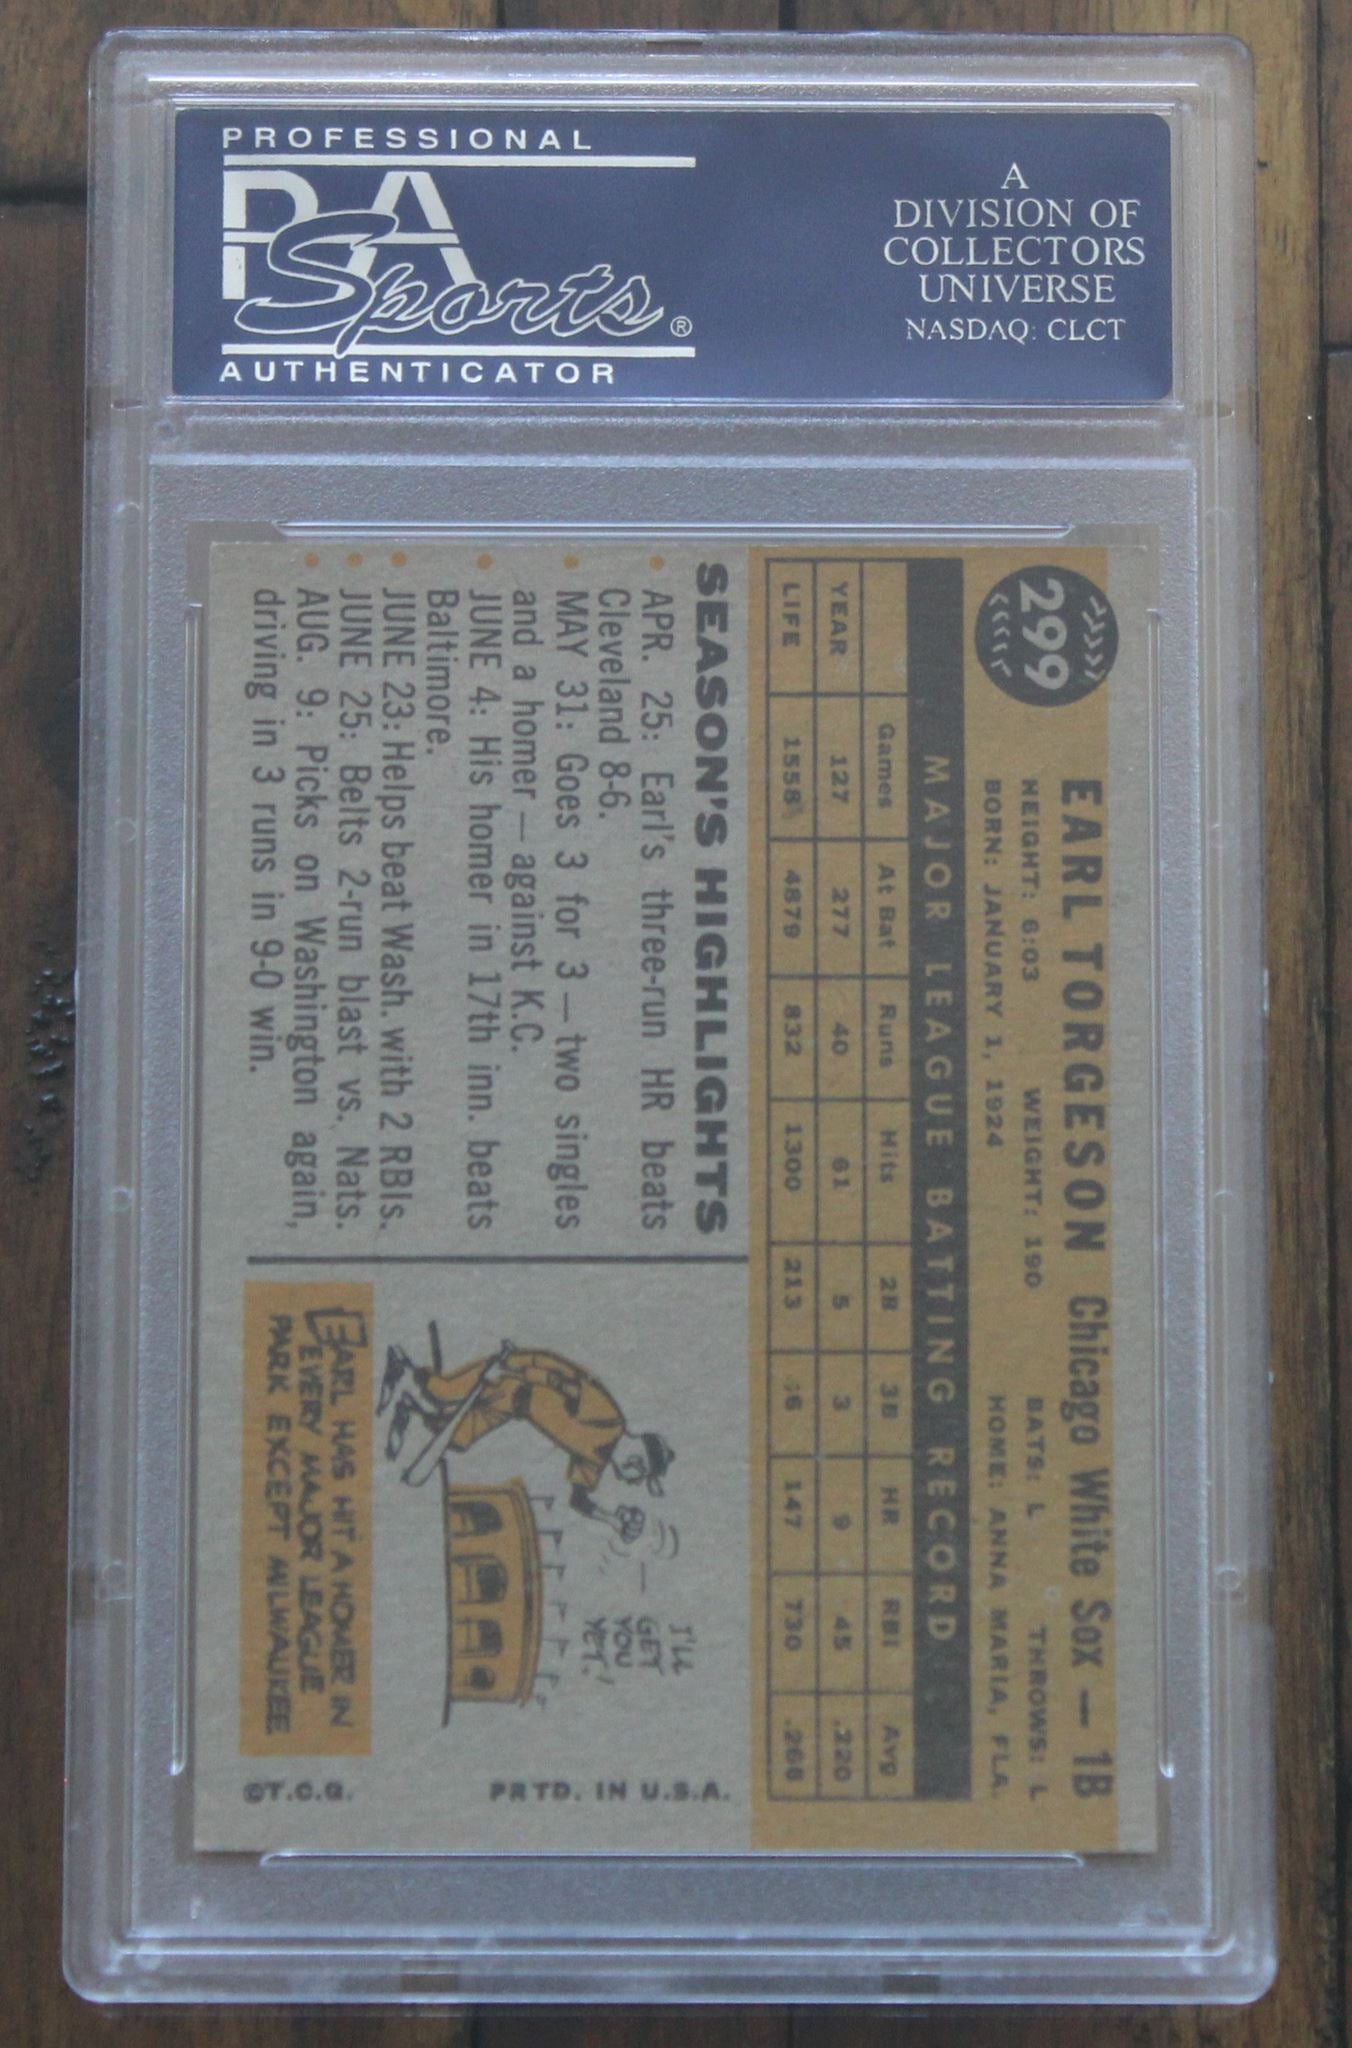 PROFESSIONAL
PSA
Sports®
AUTHENTICATOR
A
DIVISION OF
COLLECTORS
UNIVERSE
NASDAQ: CLCT
299
EARL TORGESON Chicago White Sox — 1B
HEIGHT: 6:03 WEIGHT: 190 BATS: L THROWS: L
BORN: JANUARY 1, 1924 HOME: ANNA MARIA, FLA.
MAJOR LEAGUE BATTING RECORD
Games At Bat Runs Hits 2B 3B HR RBI Avg
YEAR 127 277 40 61 5 3 9 45 .220
LIFE 1558 4879 832 1300 213 46 147 730 .266
SEASON'S HIGHLIGHTS
• APR. 25: Earl's three-run HR beats
Cleveland 8-6.
• MAY 31: Goes 3 for 3 — two singles
and a homer — against K.C.
• JUNE 4: His homer in 17th inn. beats
Baltimore.
• JUNE 23: Helps beat Wash. with 2 RBIs.
• JUNE 25: Belts 2-run blast vs. Nats.
• AUG. 9: Picks on Washington again,
driving in 3 runs in 9-0 win.
I'LL
GET
YOU
YET!
EARL HAS HIT A HOMER IN
EVERY MAJOR LEAGUE
PARK EXCEPT MILWAUKEE
©T.C.G. PRTD. IN U.S.A.